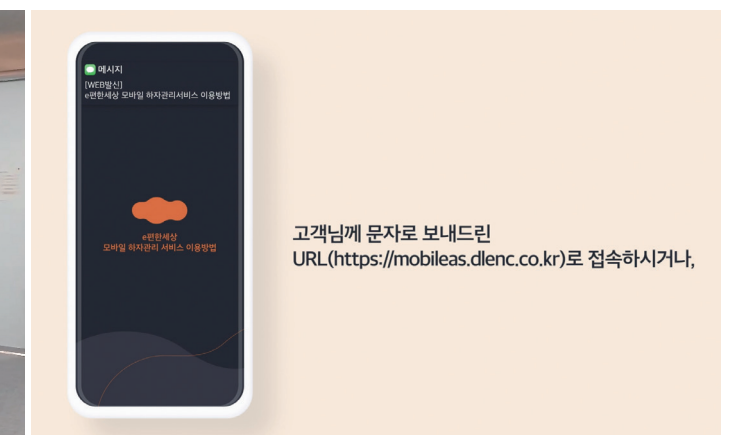 메시지
[WEB발신]
e편한세상 모바일 하자관리서비스 이용방법
e편한세상
모바일 하자관리 서비스 이용방법
고객님께 문자로 보내드린
URL(https://mobileas.dlenc.co.kr)로 접속하시거나,